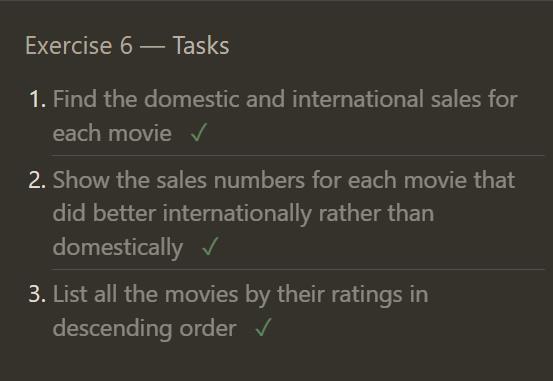 Exercise 6 — Tasks
1. Find the domestic and international sales for
each movie ✓
2. Show the sales numbers for each movie that
did better internationally rather than
domestically ✓
3. List all the movies by their ratings in
descending order ✓